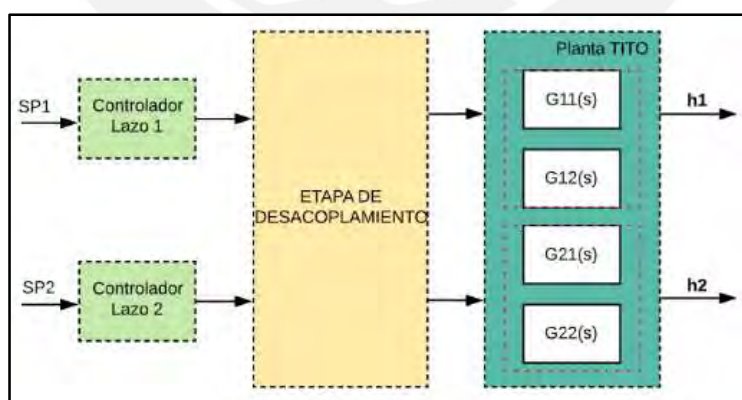 Planta TITO
SP1
Controlador
Lazo 1
G11(s)
h1
G12(s)
ETAPA DE
DESACOPLAMIENTO
G21(s)
SP2
Controlador
Lazo 2
h2
G22(s)